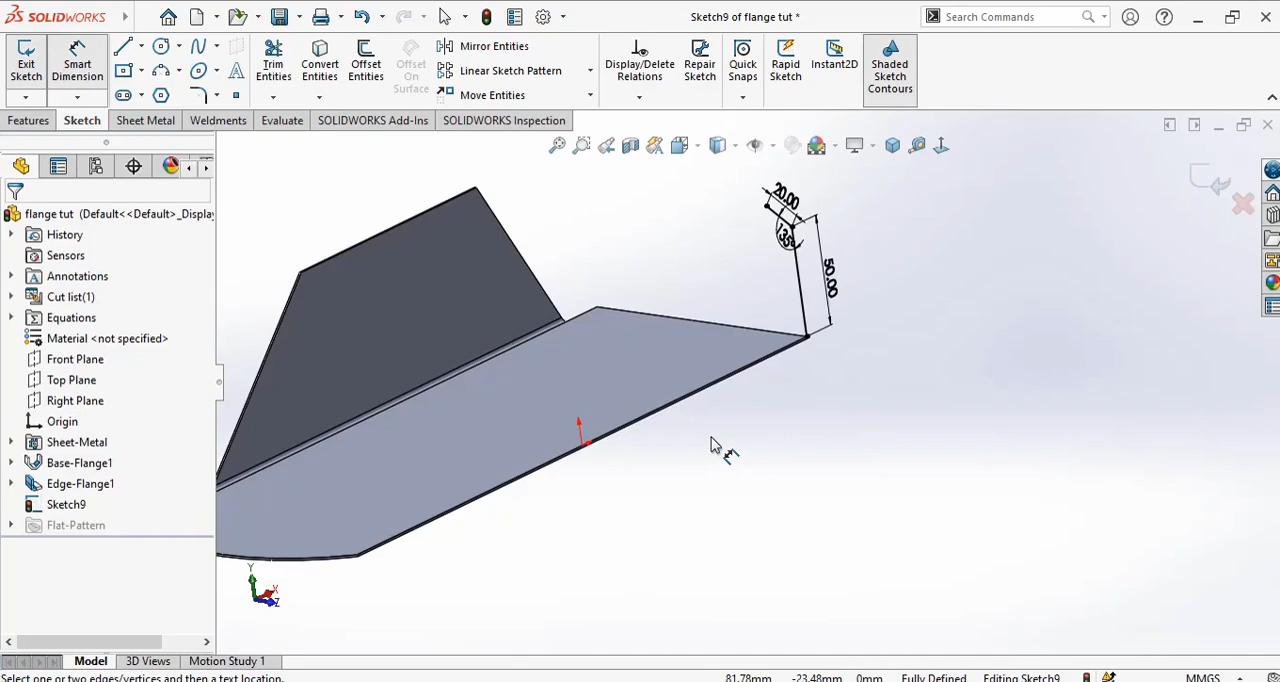 SOLIDWORKS
Sketch9 of flange tut *
Search Commands
Exit Sketch
Smart Dimension
Trim Entities
Convert Entities
Offset Entities
Offset On Surface
Mirror Entities
Linear Sketch Pattern
Move Entities
Display/Delete Relations
Repair Sketch
Quick Snaps
Rapid Sketch
Instant2D
Shaded Sketch Contours
Features
Sketch
Sheet Metal
Weldments
Evaluate
SOLIDWORKS Add-Ins
SOLIDWORKS Inspection
flange tut (Default<<Default>_Display
History
Sensors
Annotations
Cut list(1)
Equations
Material <not specified>
Front Plane
Top Plane
Right Plane
Origin
Sheet-Metal
Base-Flange1
Edge-Flange1
Sketch9
Flat-Pattern
20.00
135°
50.00
Y
X
Z
Model
3D Views
Motion Study 1
Select one or two edges/vertices and then a text location.
81.78mm
-23.48mm
0mm
Fully Defined
Editing Sketch9
MMGS